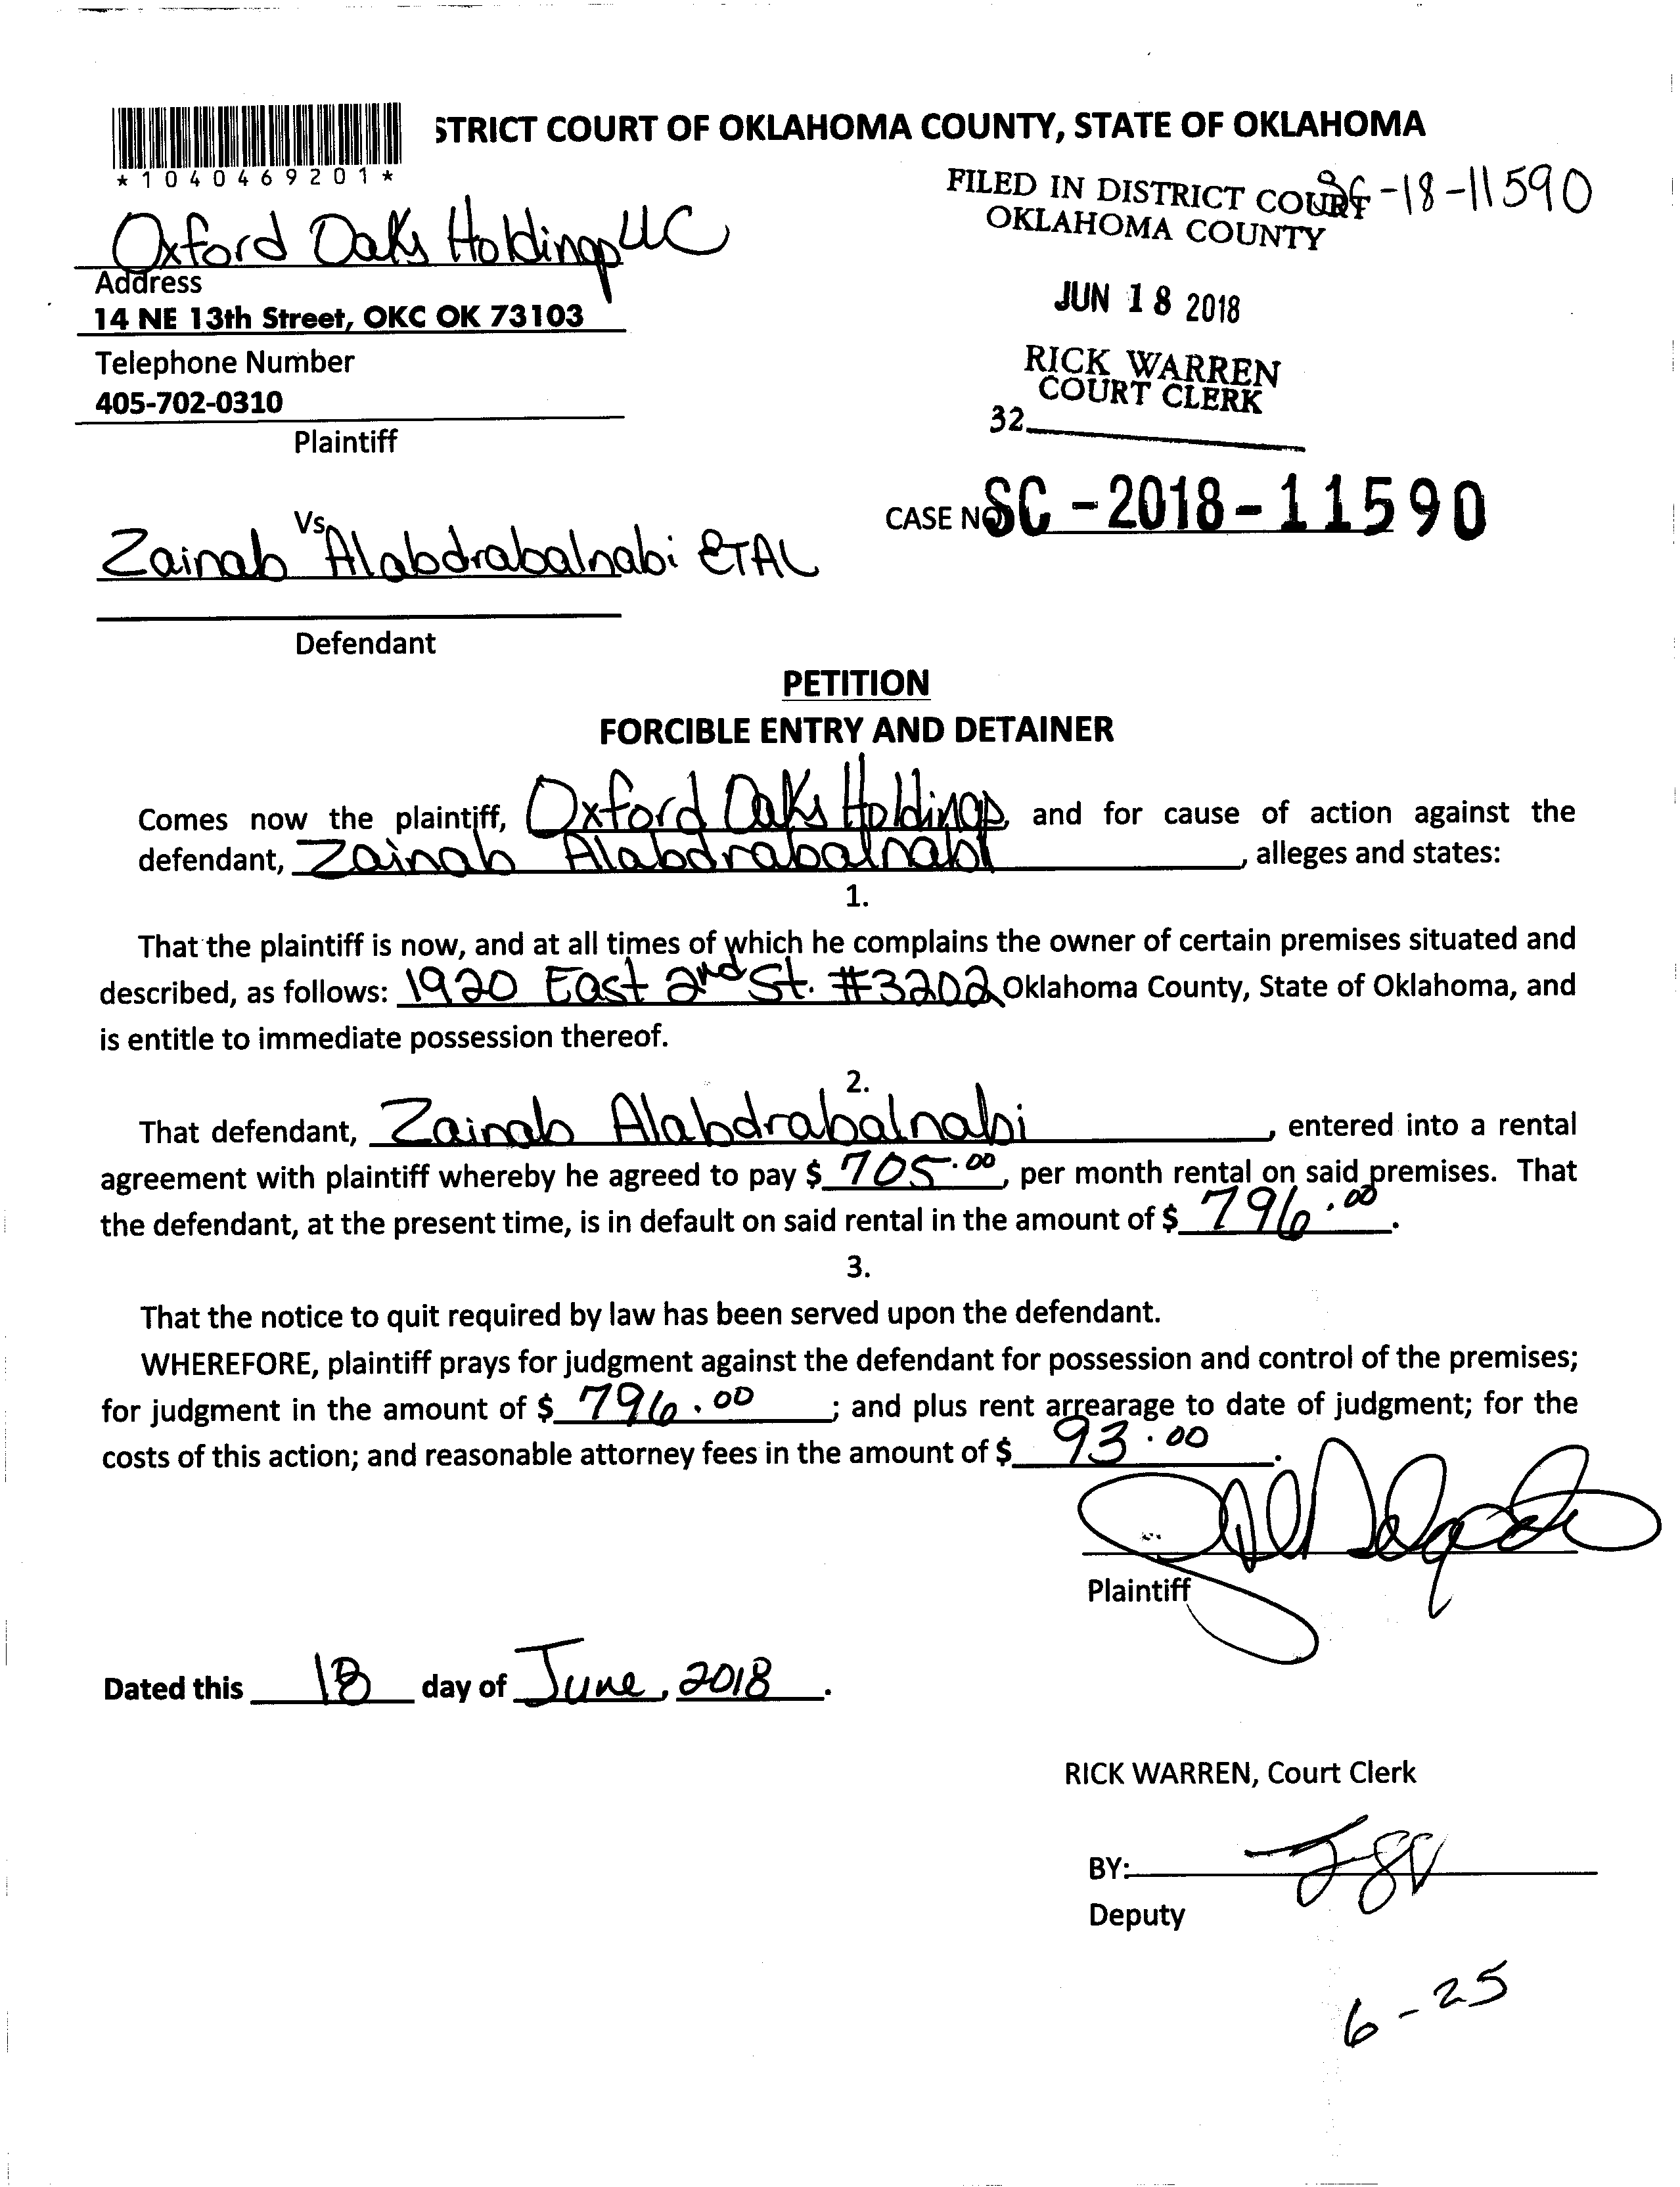 STRICT COURT OF OKLAHOMA COUNTY, STATE OF OKLAHOMA
*1040469201*
FILED IN DISTRICT COURT
OKLAHOMA COUNTY
SC-18-11590
Oxford Oaks Holdings LLC
Address
14 NE 13th Street, OKC OK 73103
JUN 18 2018
Telephone Number
405-702-0310
RICK WARREN
COURT CLERK
32
Plaintiff
CASE NO SC-2018-11590
Vs
Zainab Alabdrabalnabi ETAL
Defendant
PETITION
FORCIBLE ENTRY AND DETAINER
Comes now the plaintiff, Oxford Oaks Holdings, and for cause of action against the
defendant, Zainab Alabdrabalnabi, alleges and states:
1.
That the plaintiff is now, and at all times of which he complains the owner of certain premises situated and
described, as follows: 1920 East 2nd St. #3202 Oklahoma County, State of Oklahoma, and
is entitle to immediate possession thereof.
2.
That defendant, Zainab Alabdrabalnabi, entered into a rental
agreement with plaintiff whereby he agreed to pay $ 705.00, per month rental on said premises. That
the defendant, at the present time, is in default on said rental in the amount of $ 796.00.
3.
That the notice to quit required by law has been served upon the defendant.
WHEREFORE, plaintiff prays for judgment against the defendant for possession and control of the premises;
for judgment in the amount of $ 796.00; and plus rent arrearage to date of judgment; for the
costs of this action; and reasonable attorney fees in the amount of $ 93.00.
Plaintiff
Dated this 18 day of June, 2018.
RICK WARREN, Court Clerk
BY:
Deputy
6-25